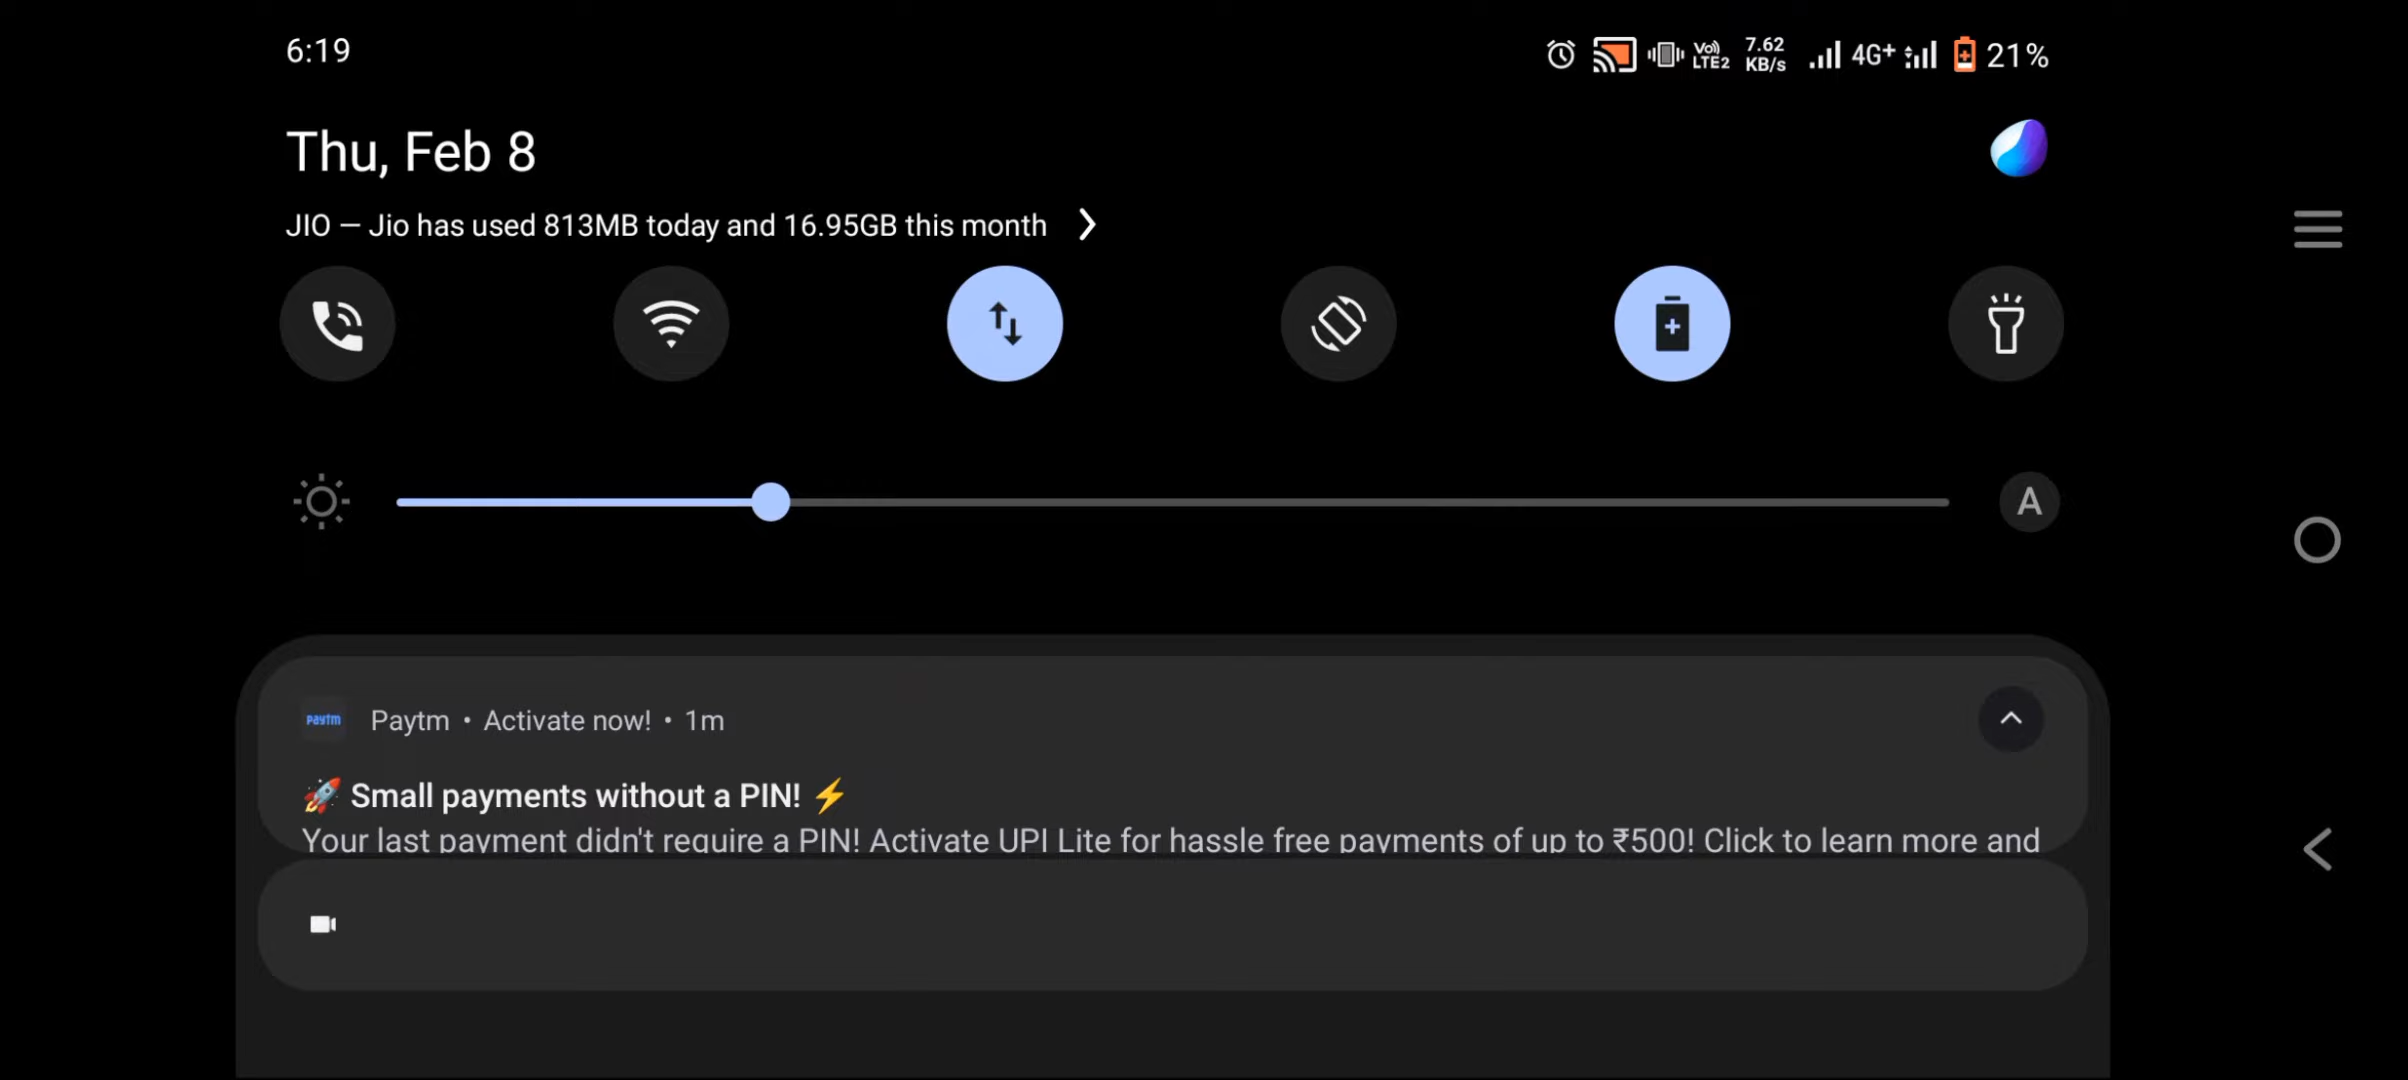 6:19
Vo)) LTE2 7.62 KB/s 4G+ 21%
Thu, Feb 8
JIO — Jio has used 813MB today and 16.95GB this month
A
paytm Paytm • Activate now! • 1m
🚀 Small payments without a PIN! ⚡
Your last payment didn't require a PIN! Activate UPI Lite for hassle free payments of up to ₹500! Click to learn more and